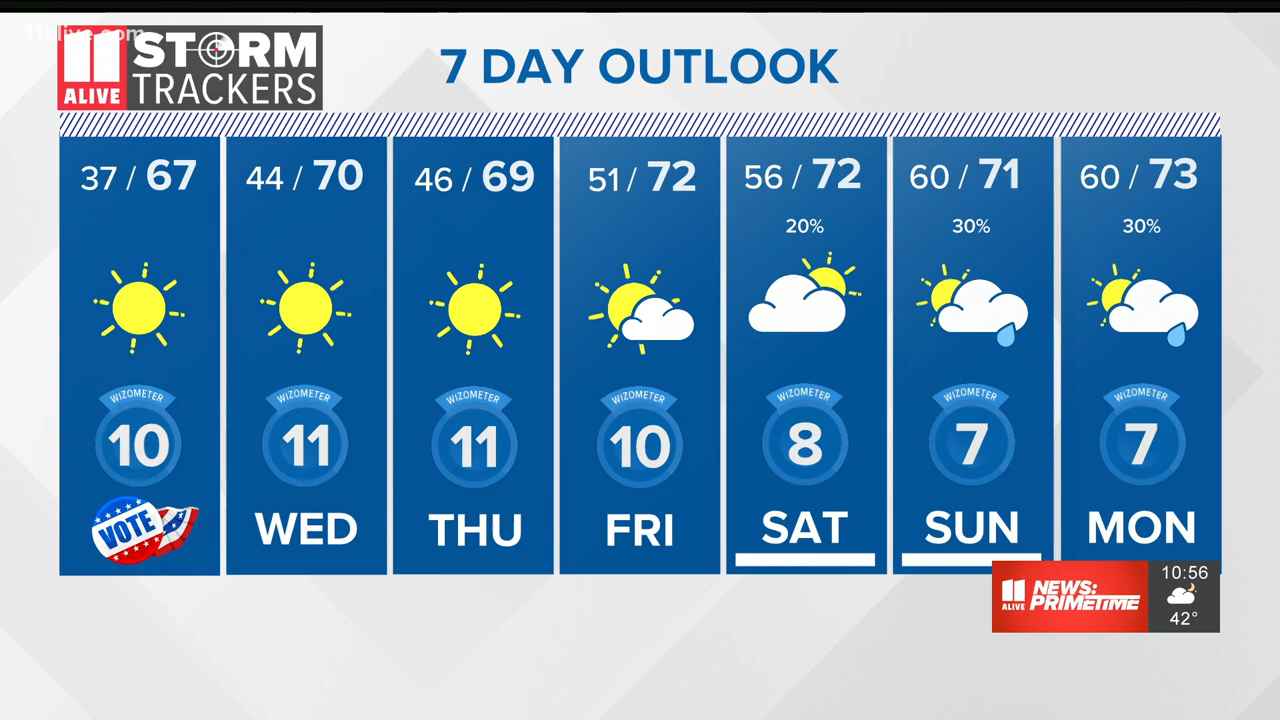 11alive.com
11 ALIVE
STORM
TRACKERS
7 DAY OUTLOOK
37 / 67
WIZOMETER
10
VOTE
44 / 70
WIZOMETER
11
WED
46 / 69
WIZOMETER
11
THU
51 / 72
WIZOMETER
10
FRI
56 / 72
20%
WIZOMETER
8
SAT
60 / 71
30%
WIZOMETER
7
SUN
60 / 73
30%
WIZOMETER
7
MON
11 ALIVE
NEWS:
PRIMETIME
10:56
42°